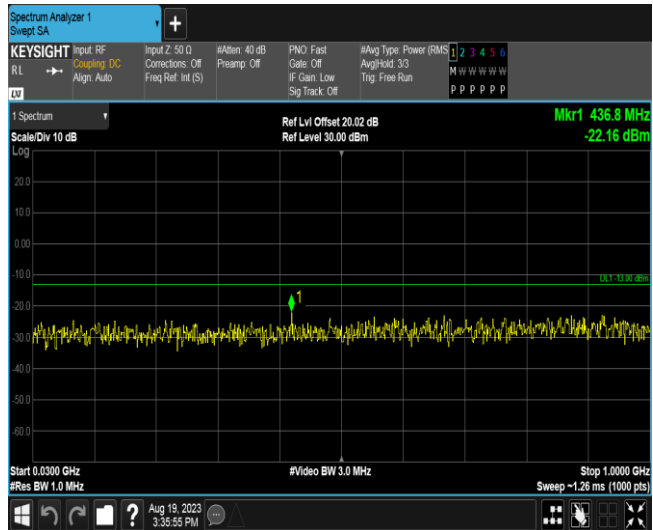 Spectrum Analyzer 1
Swept SA
+
KEYSIGHT
RL
LXI
Input: RF
Coupling: DC
Align: Auto
Input Z: 50 Ω
Corrections: Off
Freq Ref: Int (S)
#Atten: 40 dB
Preamp: Off
PNO: Fast
Gate: Off
IF Gain: Low
Sig Track: Off
#Avg Type: Power (RMS
Avg|Hold: 3/3
Trig: Free Run
1 2 3 4 5 6
M W W W W W
P P P P P P
1 Spectrum
Scale/Div 10 dB
Ref Lvl Offset 20.02 dB
Ref Level 30.00 dBm
Mkr1 436.8 MHz
-22.16 dBm
Log
20.0
10.0
0.00
-10.0
DL1 -13.00 dBm
1
-20.0
-30.0
-40.0
-50.0
-60.0
Start 0.0300 GHz
#Res BW 1.0 MHz
#Video BW 3.0 MHz
Stop 1.0000 GHz
Sweep ~1.26 ms (1000 pts)
?
Aug 19, 2023
3:35:55 PM